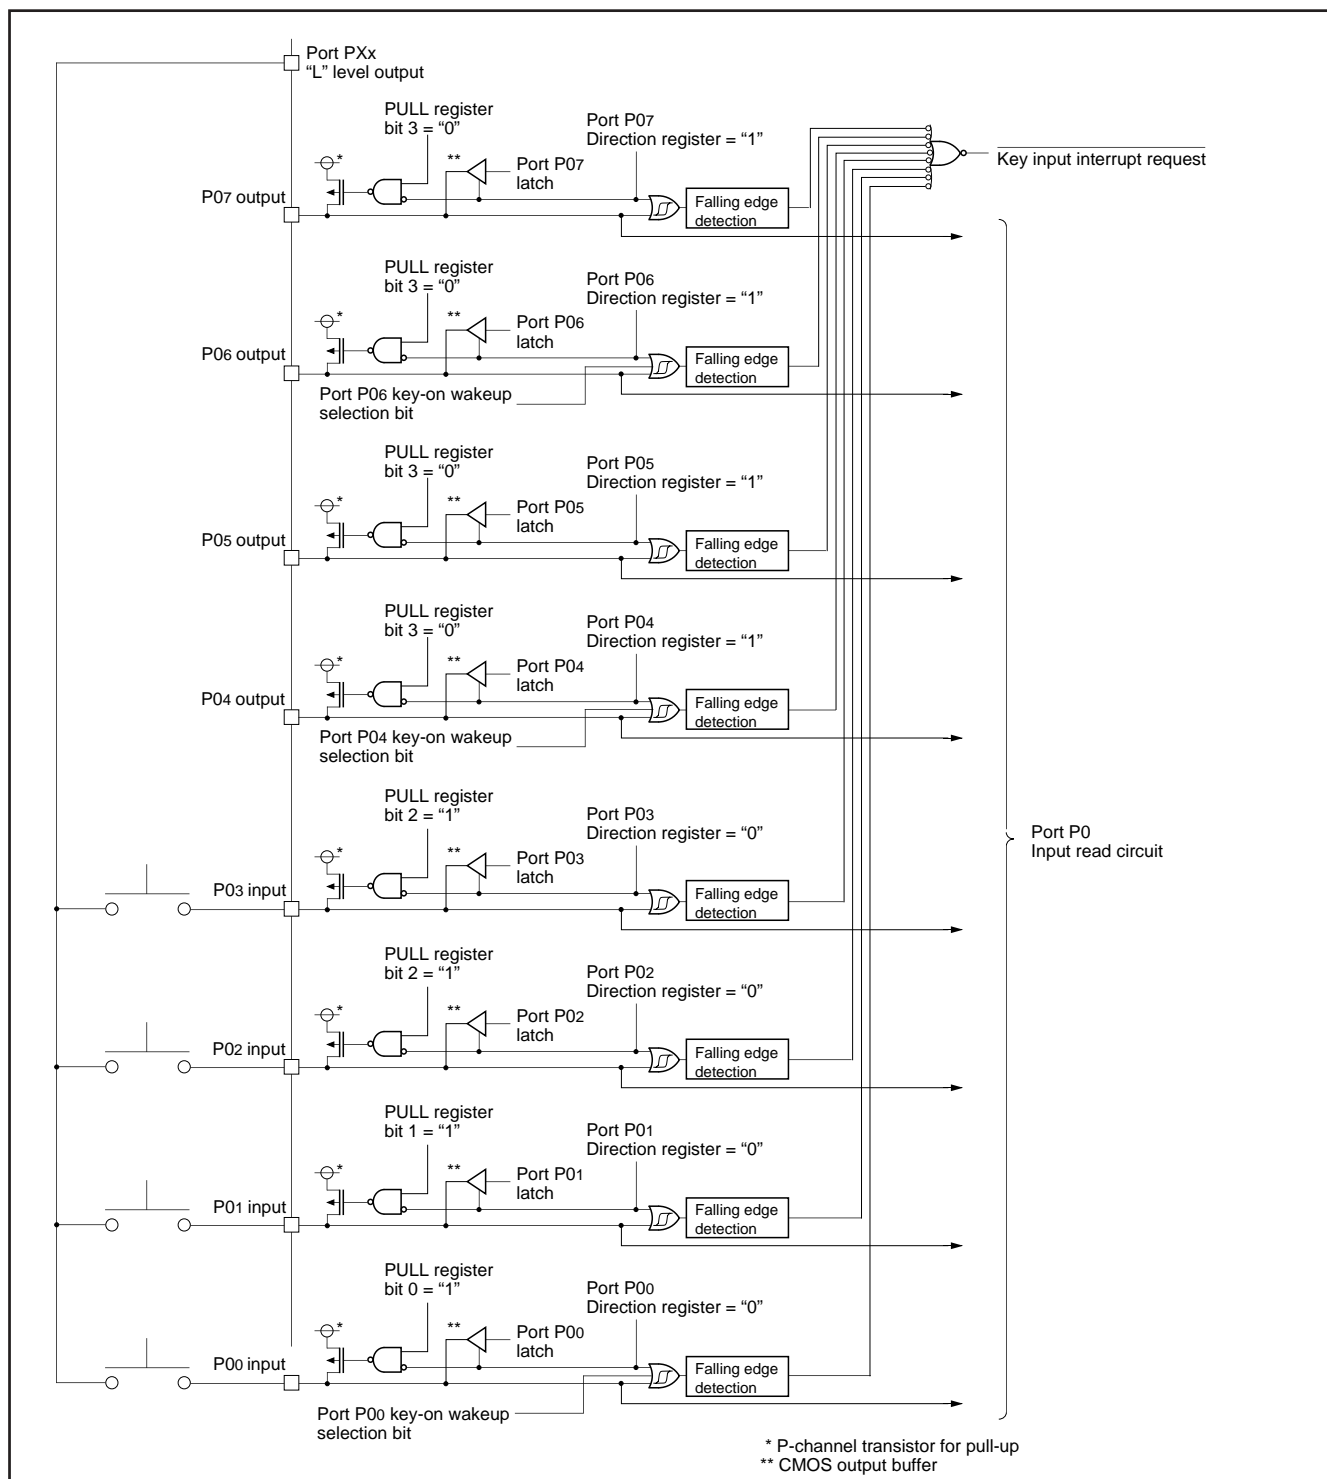 Port PXx
“L” level output
PULL register
bit 3 = “0”
Port P07
Direction register = “1”
*
**
Port P07
latch
Key input interrupt request
P07 output
Falling edge
detection
PULL register
bit 3 = “0”
Port P06
Direction register = “1”
*
**
Port P06
latch
P06 output
Falling edge
detection
Port P06 key-on wakeup
selection bit
PULL register
bit 3 = “0”
Port P05
Direction register = “1”
*
**
Port P05
latch
P05 output
Falling edge
detection
PULL register
bit 3 = “0”
Port P04
Direction register = “1”
*
**
Port P04
latch
P04 output
Falling edge
detection
Port P04 key-on wakeup
selection bit
PULL register
bit 2 = “1”
Port P03
Direction register = “0”
Port P0
Input read circuit
*
**
Port P03
latch
P03 input
Falling edge
detection
PULL register
bit 2 = “1”
Port P02
Direction register = “0”
*
**
Port P02
latch
P02 input
Falling edge
detection
PULL register
bit 1 = “1”
Port P01
Direction register = “0”
*
**
Port P01
latch
P01 input
Falling edge
detection
PULL register
bit 0 = “1”
Port P00
Direction register = “0”
*
**
Port P00
latch
P00 input
Falling edge
detection
Port P00 key-on wakeup
selection bit
* P-channel transistor for pull-up
** CMOS output buffer